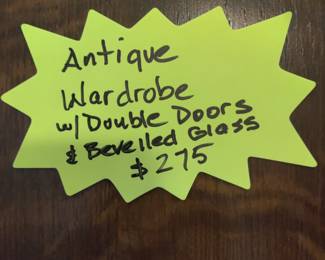 Antique
Wardrobe
w/Double Doors
& Bevelled Glass
$275